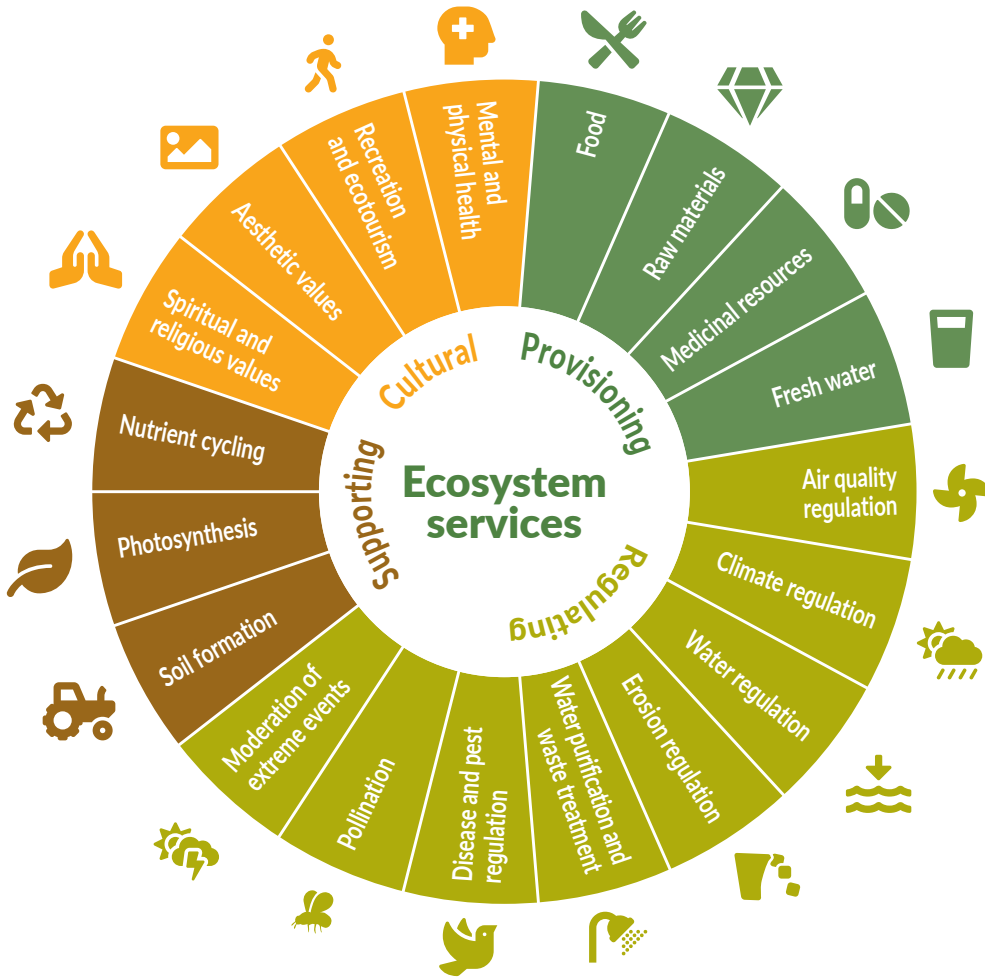 Ecosystem
services
Provisioning
Food
Raw materials
Medicinal resources
Fresh water
Regulating
Air quality
regulation
Climate regulation
Water regulation
Erosion regulation
Water purification and
waste treatment
Disease and pest
regulation
Pollination
Moderation of
extreme events
Supporting
Soil formation
Photosynthesis
Nutrient cycling
Cultural
Spiritual and
religious values
Aesthetic values
Recreation
and ecotourism
Mental and
physical health